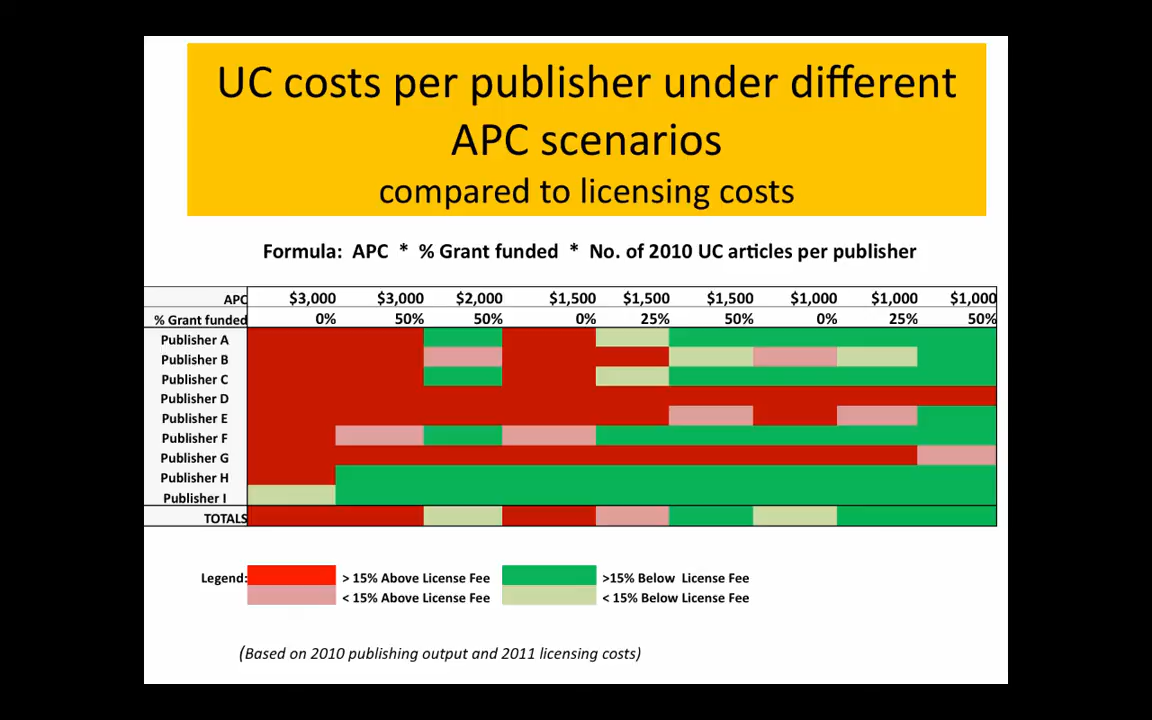 UC costs per publisher under different
APC scenarios
compared to licensing costs
Formula: APC * % Grant funded * No. of 2010 UC articles per publisher
APC $3,000 $3,000 $2,000 $1,500 $1,500 $1,500 $1,000 $1,000 $1,000
% Grant funded 0% 50% 50% 0% 25% 50% 0% 25% 50%
Publisher A
Publisher B
Publisher C
Publisher D
Publisher E
Publisher F
Publisher G
Publisher H
Publisher I
TOTALS
Legend: > 15% Above License Fee >15% Below License Fee
< 15% Above License Fee < 15% Below License Fee
(Based on 2010 publishing output and 2011 licensing costs)